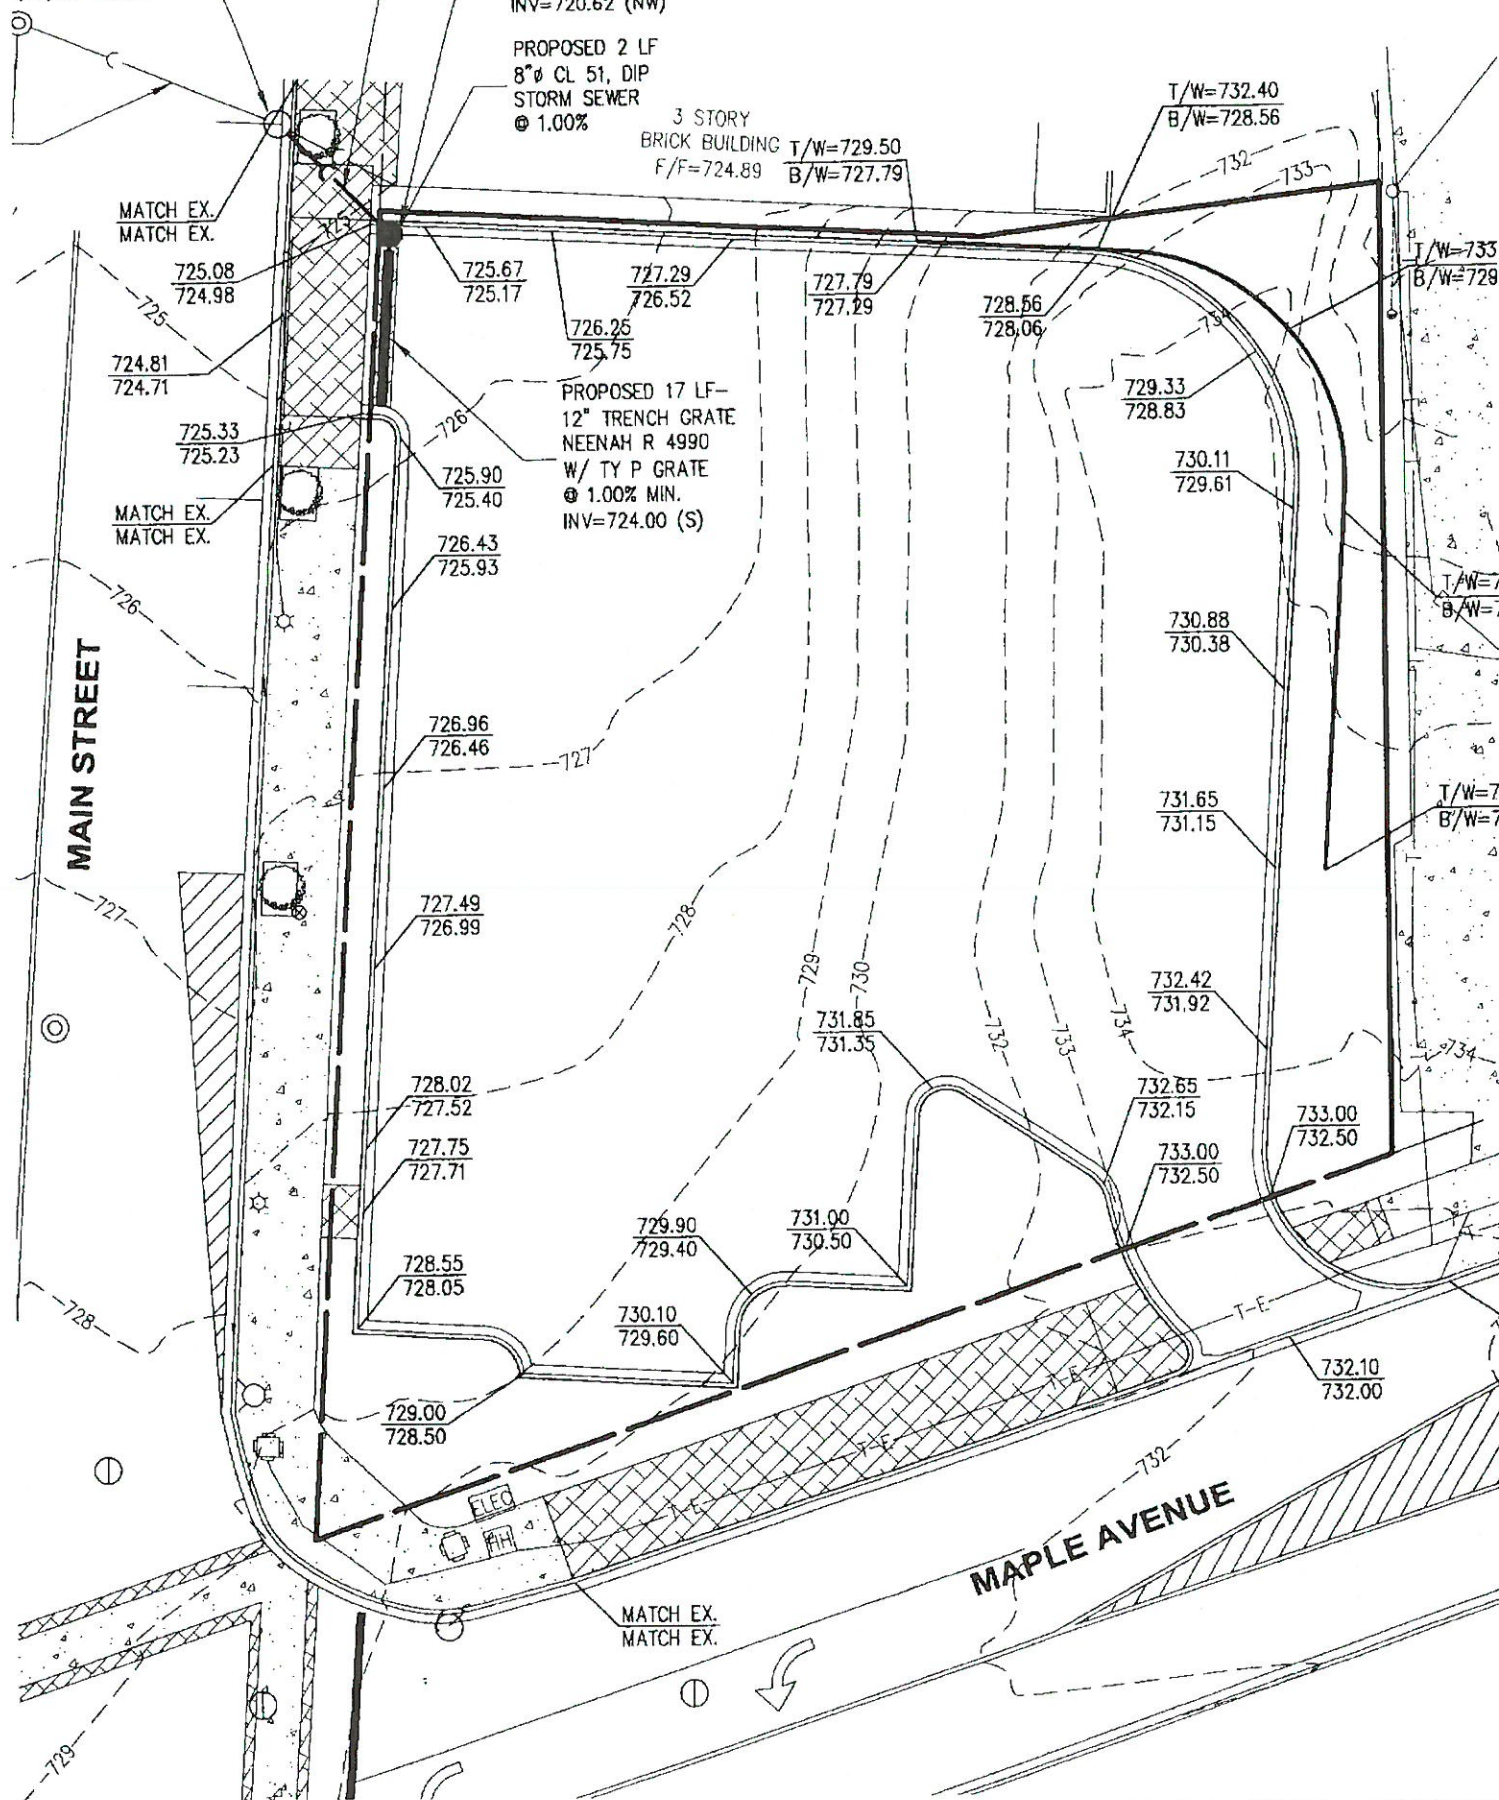 INV=720.62 (NW)
PROPOSED 2 LF
8"ø CL 51, DIP
STORM SEWER
@ 1.00%
3 STORY
BRICK BUILDING
F/F=724.89
T/W=729.50
B/W=727.79
T/W=732.40
B/W=728.56
732
733
MATCH EX.
MATCH EX.
725
725.08
724.98
725.67
725.17
727.29
726.52
727.79
727.29
728.56
728.06
T/W=733
B/W=729
725
726.25
725.75
734
724.81
724.71
PROPOSED 17 LF-
12" TRENCH GRATE
NEENAH R 4990
W/ TY P GRATE
@ 1.00% MIN.
INV=724.00 (S)
729.33
728.83
726
725.33
725.23
725.90
725.40
730.11
729.61
MATCH EX.
MATCH EX.
726.43
725.93
T/W=7
B/W=7
726
730.88
730.38
MAIN STREET
726.96
726.46
727
731.65
731.15
T/W=7
B/W=7
T
727
727.49
726.99
728
729
730
732.42
731.92
731.85
731.35
732
733
734
734
728.02
727.52
732.65
732.15
733.00
732.50
727.75
727.71
733.00
732.50
729.90
729.40
731.00
730.50
728.55
728.05
728
730.10
729.60
T-E
T-E
732.10
732.00
729.00
728.50
T-E
732
T-E
ELEC
HH
MAPLE AVENUE
MATCH EX.
MATCH EX.
729